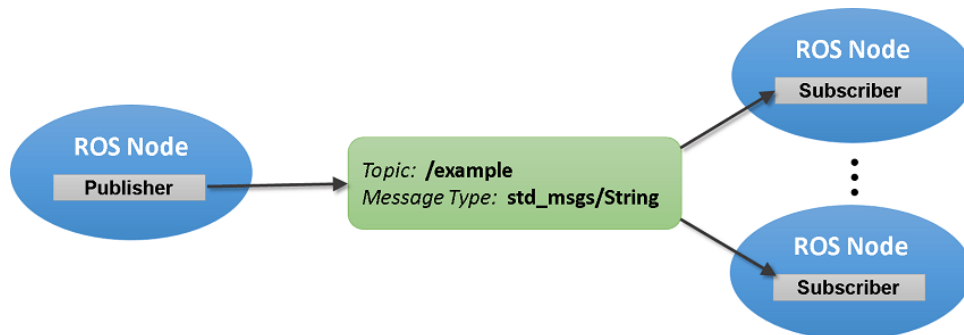 ROS Node
Publisher
Topic: /example
Message Type: std_msgs/String
ROS Node
Subscriber
ROS Node
Subscriber